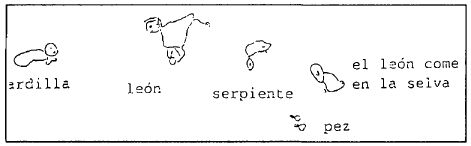 ardilla
león
serpiente
el león come
en la selva
pez